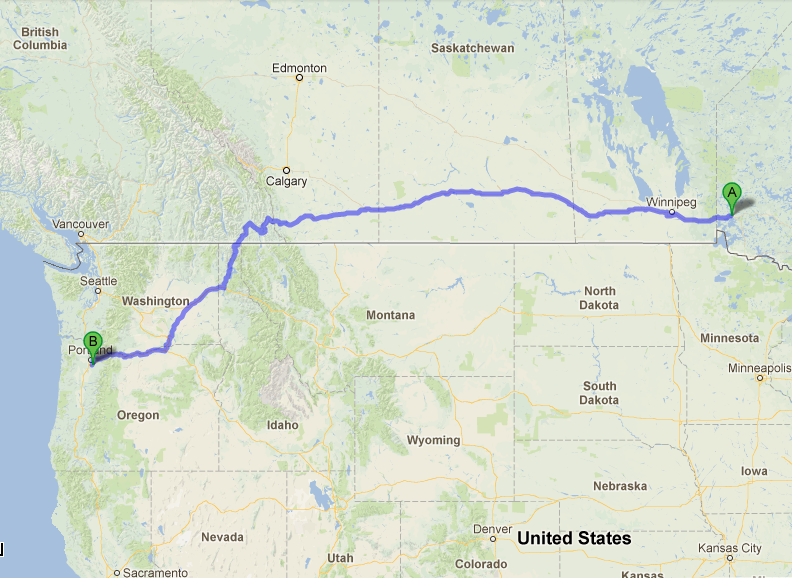 British
Columbia
Saskatchewan
Edmonton
Calgary
A
Winnipeg
Vancouver
Seattle
Washington
North
Dakota
Montana
B
Portland
Minnesota
Minneapolis
South
Dakota
Oregon
Idaho
Wyoming
Iowa
Nebraska
Nevada
Denver
United States
Kansas City
Utah
Colorado
Kansas
Sacramento